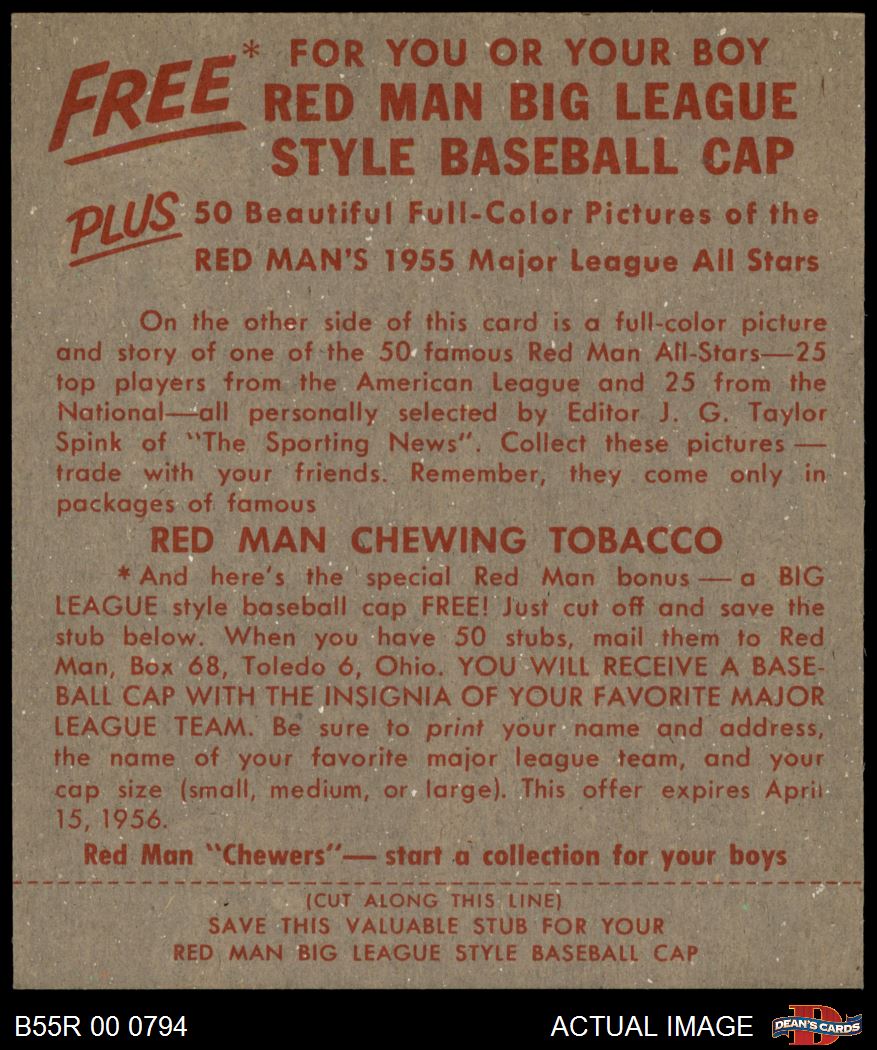 FREE* FOR YOU OR YOUR BOY
RED MAN BIG LEAGUE
STYLE BASEBALL CAP
PLUS 50 Beautiful Full-Color Pictures of the
RED MAN'S 1955 Major League All Stars
On the other side of this card is a full-color picture
and story of one of the 50 famous Red Man All-Stars—25
top players from the American League and 25 from the
National—all personally selected by Editor J. G. Taylor
Spink of "The Sporting News". Collect these pictures —
trade with your friends. Remember, they come only in
packages of famous
RED MAN CHEWING TOBACCO
*And here's the special Red Man bonus — a BIG
LEAGUE style baseball cap FREE! Just cut off and save the
stub below. When you have 50 stubs, mail them to Red
Man, Box 68, Toledo 6, Ohio. YOU WILL RECEIVE A BASE-
BALL CAP WITH THE INSIGNIA OF YOUR FAVORITE MAJOR
LEAGUE TEAM. Be sure to print your name and address,
the name of your favorite major league team, and your
cap size (small, medium, or large). This offer expires April
15, 1956.
Red Man "Chewers"— start a collection for your boys
(CUT ALONG THIS LINE)
SAVE THIS VALUABLE STUB FOR YOUR
RED MAN BIG LEAGUE STYLE BASEBALL CAP
B55R 00 0794
ACTUAL IMAGE
D
DEAN'S CARDS